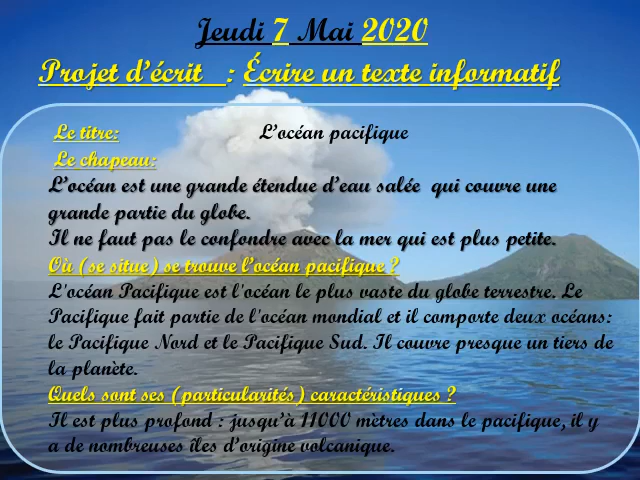 Jeudi 7 Mai 2020
Projet d’écrit : Écrire un texte informatif
Le titre: L’océan pacifique
Le chapeau:
L’océan est une grande étendue d’eau salée qui couvre une
grande partie du globe.
Il ne faut pas le confondre avec la mer qui est plus petite.
Où (se situe) se trouve l’océan pacifique ?
L'océan Pacifique est l'océan le plus vaste du globe terrestre. Le
Pacifique fait partie de l'océan mondial et il comporte deux océans:
le Pacifique Nord et le Pacifique Sud. Il couvre presque un tiers de
la planète.
Quels sont ses (particularités) caractéristiques ?
Il est plus profond : jusqu’à 11000 mètres dans le pacifique, il y
a de nombreuses îles d’origine volcanique.